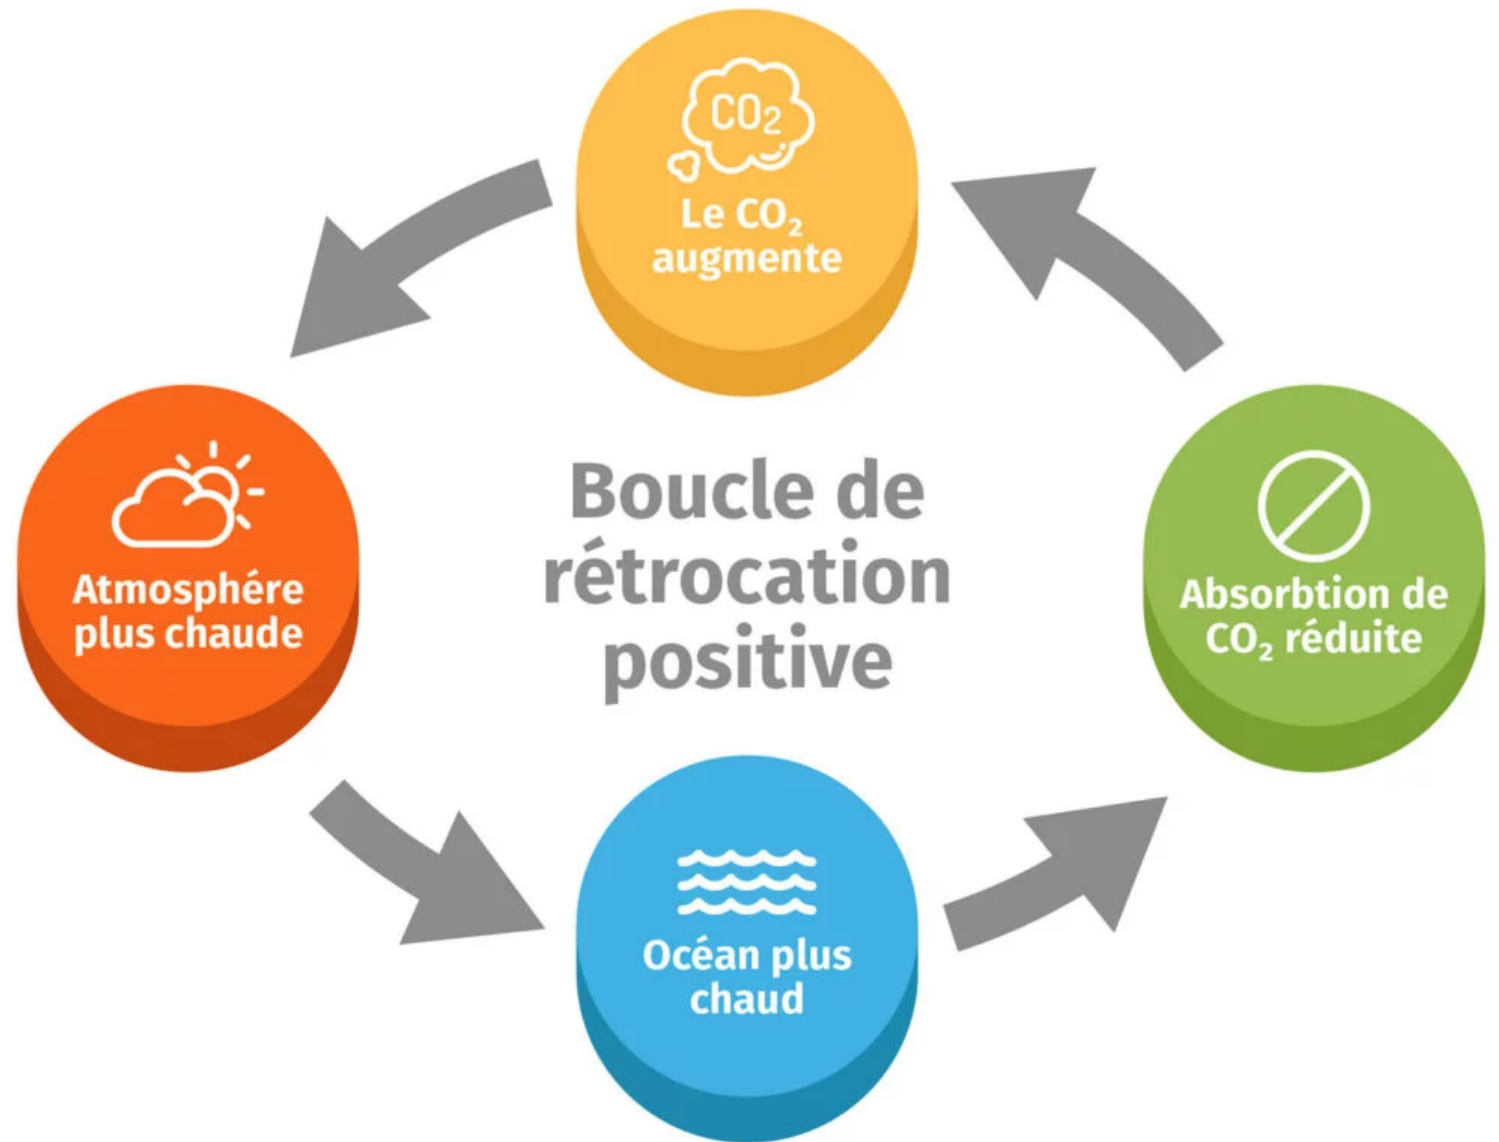 CO2
Le CO₂
augmente
Atmosphére
plus chaude
Boucle de
rétrocation
positive
Absorbtion de
CO₂ réduite
Océan plus
chaud